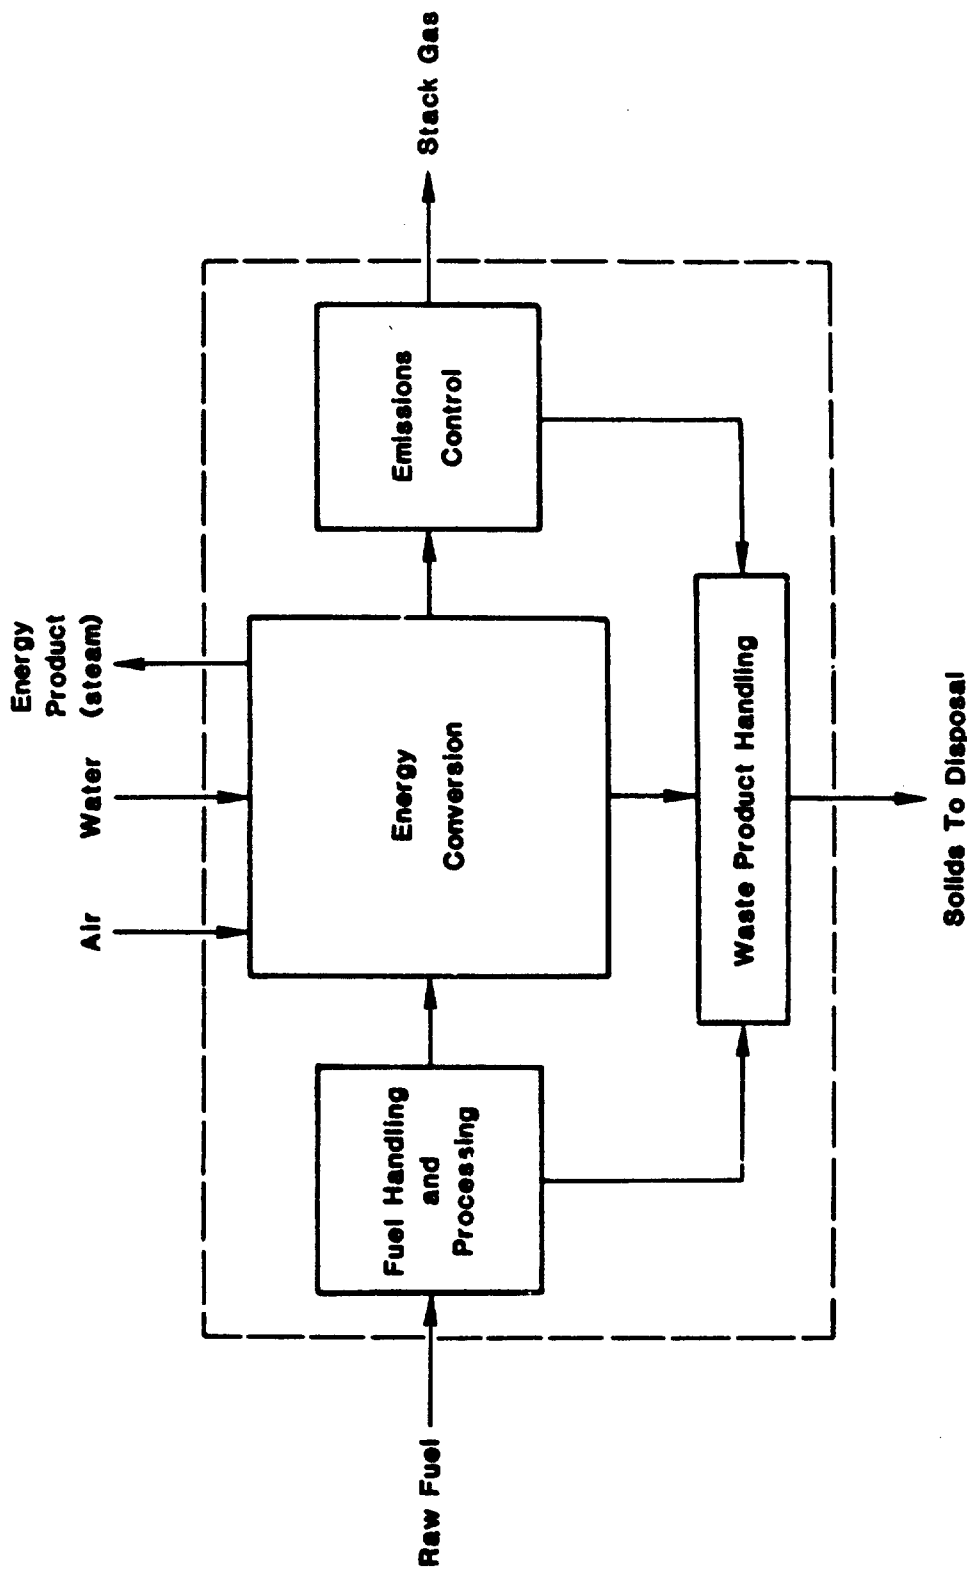 Energy
Product
(steam)
Water
Air
Raw Fuel
Fuel Handling
and
Processing
Energy
Conversion
Emissions
Control
Stack Gas
Waste Product Handling
Solids To Disposal